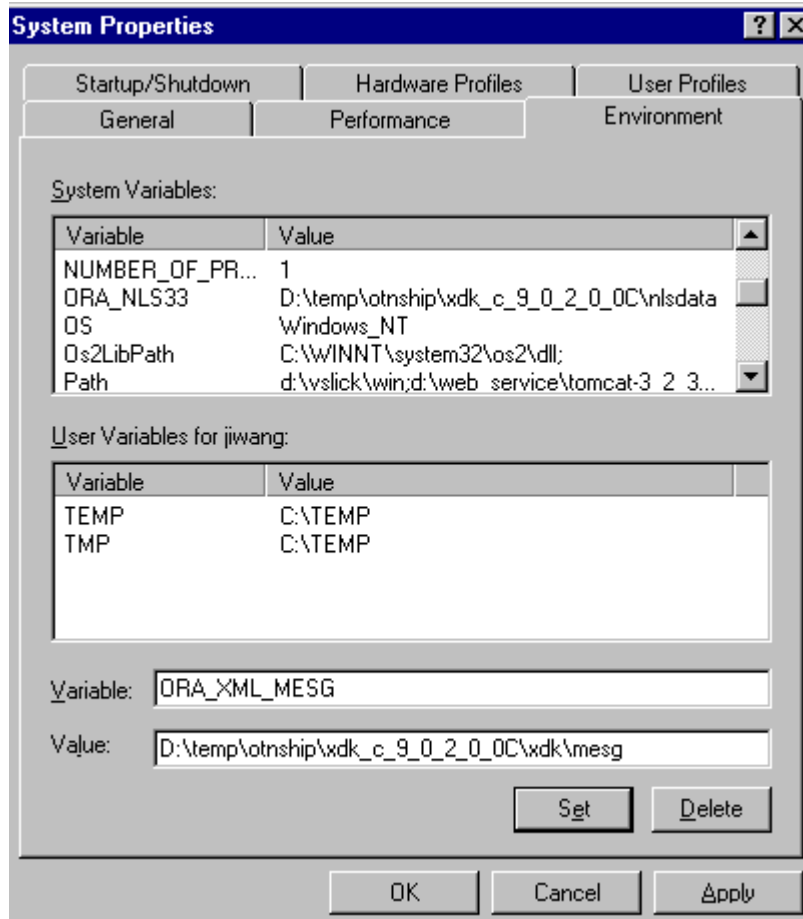 System Properties
Startup/Shutdown Hardware Profiles User Profiles
General Performance Environment
System Variables:
Variable Value
NUMBER_OF_PR... 1
ORA_NLS33 D:\temp\otnship\xdk_c_9_0_2_0_0C\nlsdata
OS Windows_NT
Os2LibPath C:\WINNT\system32\os2\dll;
Path d:\vslick\win;d:\web_service\tomcat-3_2_3...
User Variables for jiwang:
Variable Value
TEMP C:\TEMP
TMP C:\TEMP
Variable: ORA_XML_MESG
Value: D:\temp\otnship\xdk_c_9_0_2_0_0C\xdk\mesg
Set Delete
OK Cancel Apply